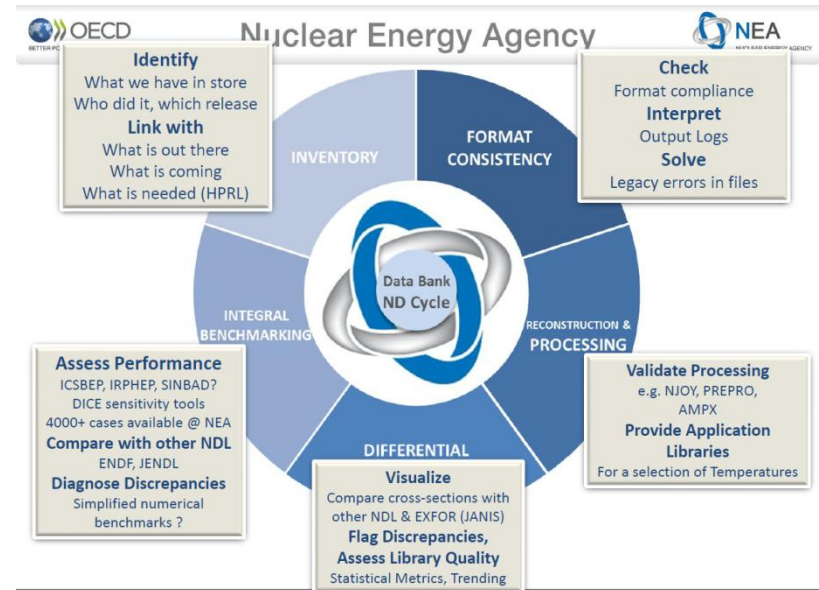 OECD
BETTER PO
Nuclear Energy Agency
NEA
NUCLEAR ENERGY AGENCY
Identify
What we have in store
Who did it, which release
Link with
What is out there
What is coming
What is needed (HPRL)
INVENTORY
FORMAT
CONSISTENCY
Check
Format compliance
Interpret
Output Logs
Solve
Legacy errors in files
Data Bank
ND Cycle
INTEGRAL
BENCHMARKING
RECONSTRUCTION &
PROCESSING
Assess Performance
ICSBEP, IRPHEP, SINBAD?
DICE sensitivity tools
4000+ cases available @ NEA
Compare with other NDL
ENDF, JENDL
Diagnose Discrepancies
Simplified numerical
benchmarks ?
DIFFERENTIAL
Visualize
Compare cross-sections with
other NDL & EXFOR (JANIS)
Flag Discrepancies,
Assess Library Quality
Statistical Metrics, Trending
Validate Processing
e.g. NJOY, PREPRO,
AMPX
Provide Application
Libraries
For a selection of Temperatures